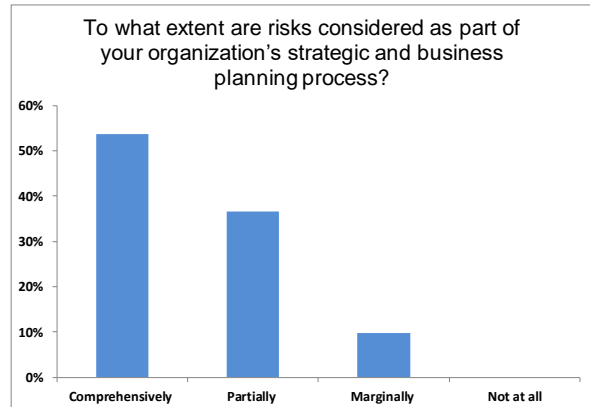 To what extent are risks considered as part of
your organization's strategic and business
planning process?
60%
50%
40%
30%
20%
10%
0%
Comprehensively Partially Marginally Not at all